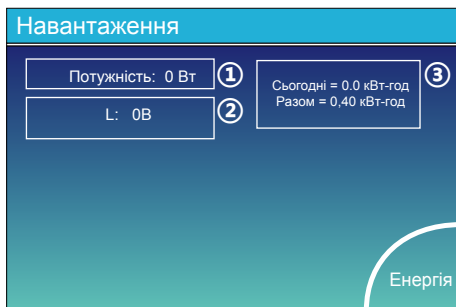 Навантаження
Потужність: 0 Вт
①
L: 0В
②
Сьогодні = 0.0 кВт-год
Разом = 0,40 кВт-год
③
Енергія